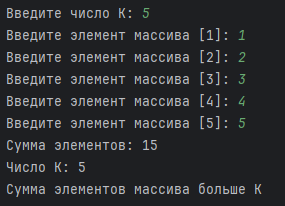 Введите число К: 5
Введите элемент массива [1]: 1
Введите элемент массива [2]: 2
Введите элемент массива [3]: 3
Введите элемент массива [4]: 4
Введите элемент массива [5]: 5
Сумма элементов: 15
Число К: 5
Сумма элементов массива больше К